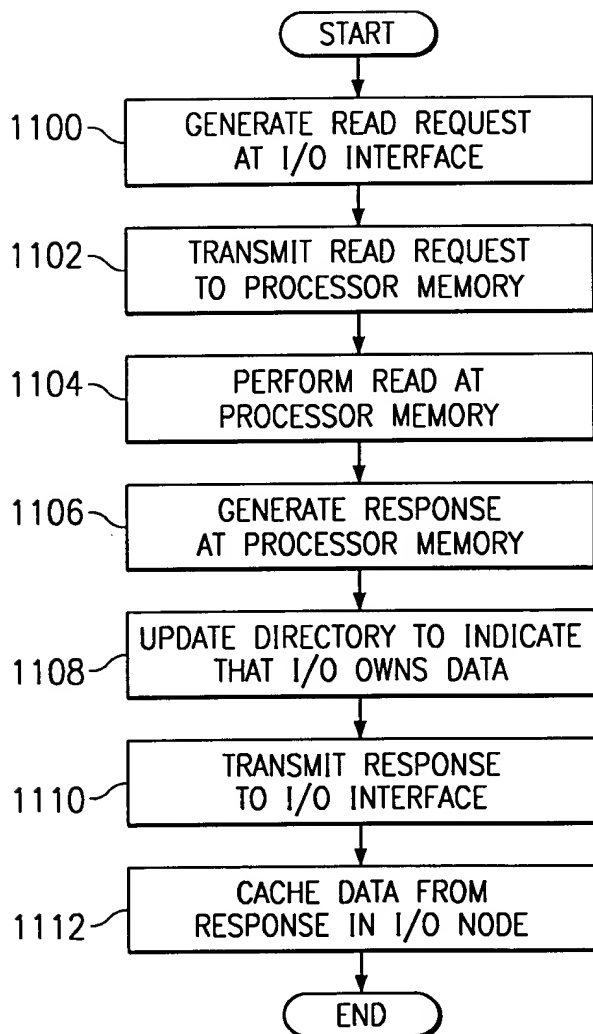 START
1100
GENERATE READ REQUEST
AT I/O INTERFACE
1102
TRANSMIT READ REQUEST
TO PROCESSOR MEMORY
1104
PERFORM READ AT
PROCESSOR MEMORY
1106
GENERATE RESPONSE
AT PROCESSOR MEMORY
1108
UPDATE DIRECTORY TO INDICATE
THAT I/O OWNS DATA
1110
TRANSMIT RESPONSE
TO I/O INTERFACE
1112
CACHE DATA FROM
RESPONSE IN I/O NODE
END